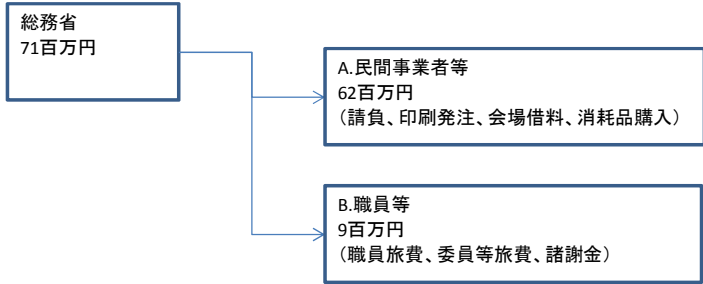 総務省
71百万円
A.民間事業者等
62百万円
（請負、印刷発注、会場借料、消耗品購入）
B.職員等
9百万円
（職員旅費、委員等旅費、諸謝金）